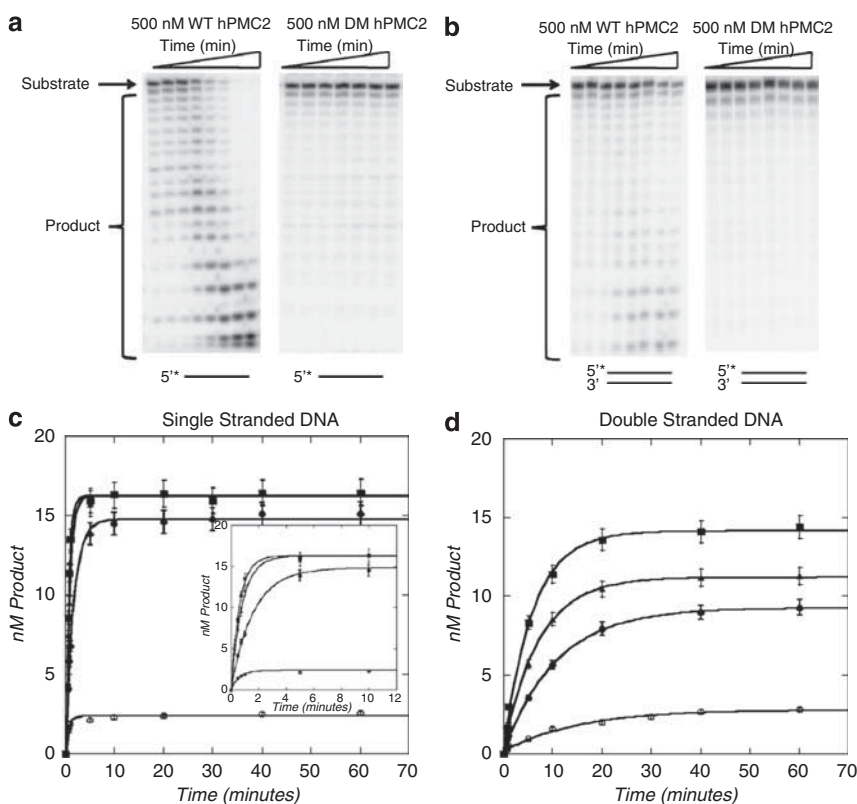 a
500 nM WT hPMC2 500 nM DM hPMC2
Time (min) Time (min)
Substrate
Product
5'* 5'*
b
500 nM WT hPMC2 500 nM DM hPMC2
Time (min) Time (min)
Substrate
Product
5'* 5'*
3' 3'
c
Single Stranded DNA
nM Product
20
15
10
5
0
0 10 20 30 40 50 60 70
Time (minutes)
nM Product
20
15
10
5
0
0 2 4 6 8 10 12
Time (minutes)
d
Double Stranded DNA
nM Product
20
15
10
5
0
0 10 20 30 40 50 60 70
Time (minutes)